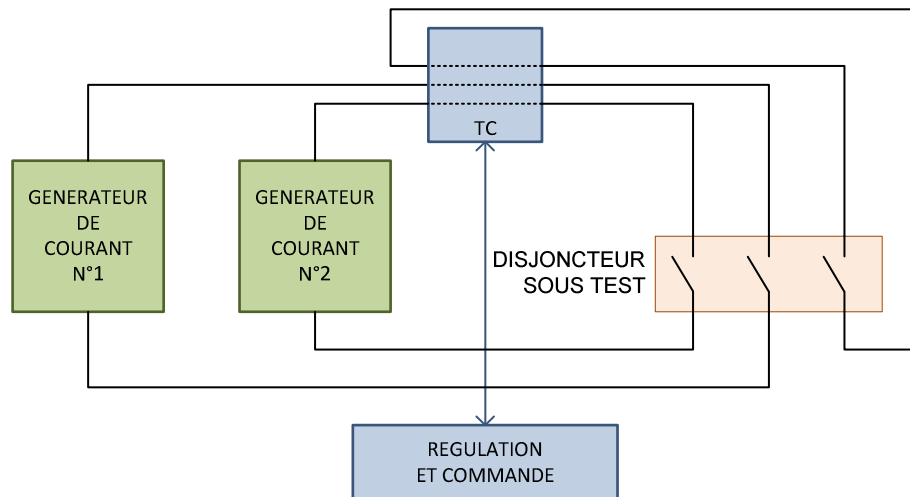 TC
GENERATEUR
DE
COURANT
N°1
GENERATEUR
DE
COURANT
N°2
DISJONCTEUR
SOUS TEST
REGULATION
ET COMMANDE